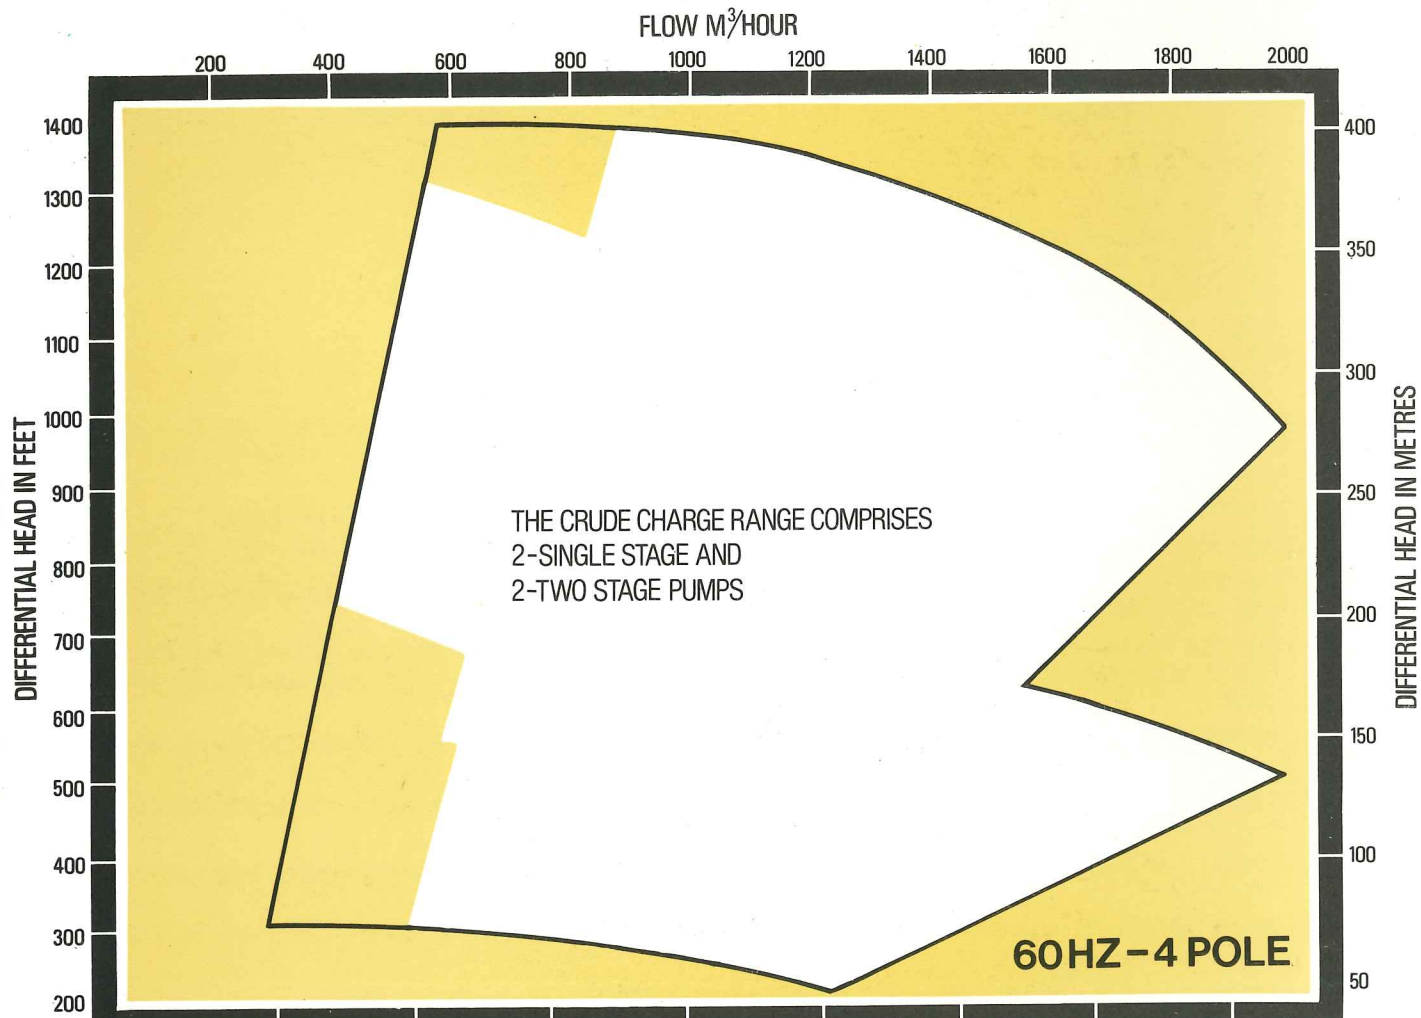 FLOW M³/HOUR
200 400 600 800 1000 1200 1400 1600 1800 2000
DIFFERENTIAL HEAD IN FEET
1400
1300
1200
1100
1000
900
800
700
600
500
400
300
200
THE CRUDE CHARGE RANGE COMPRISES
2-SINGLE STAGE AND
2-TWO STAGE PUMPS
60HZ-4 POLE
400
350
300
250
200
150
100
50
DIFFERENTIAL HEAD IN METRES